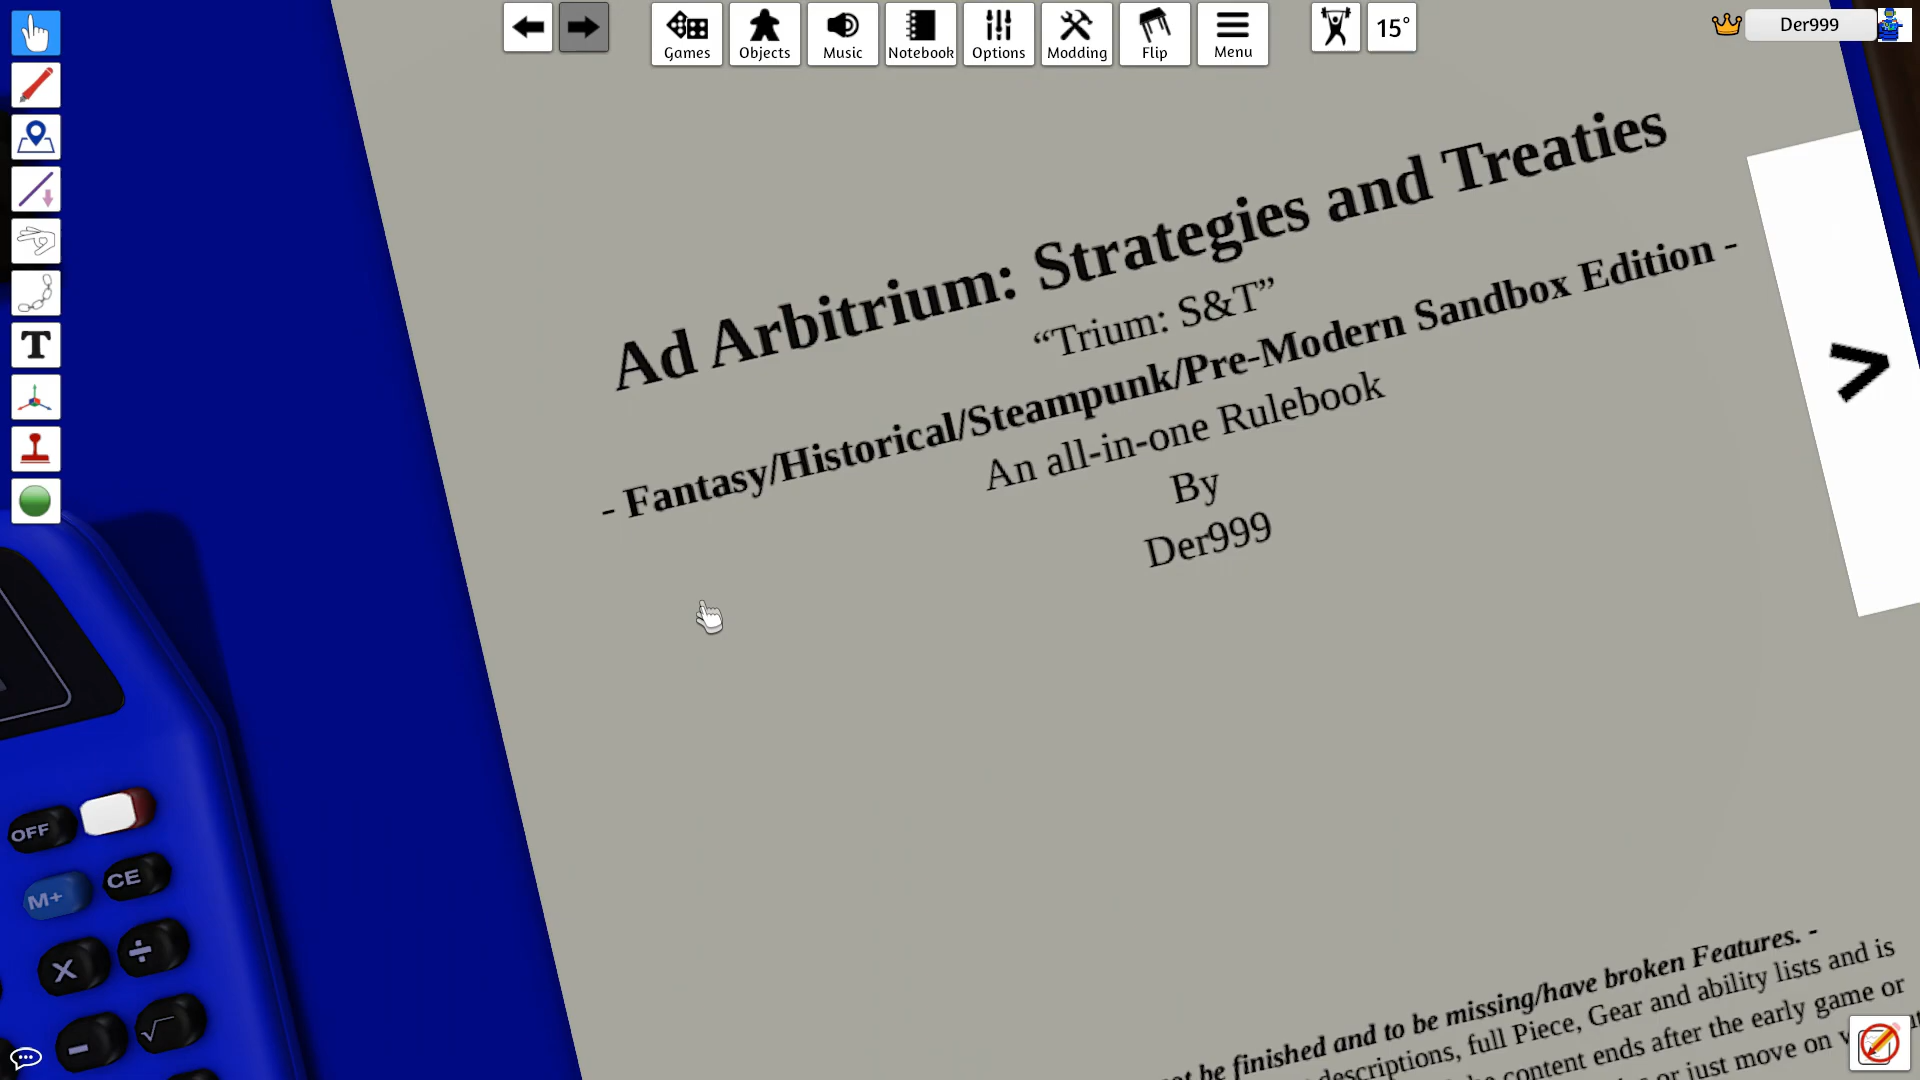 Games
Objects
Music
Notebook
Options
Modding
Flip
Menu
15°
Der999
T
Ad Arbitrium: Strategies and Treaties
“Trium: S&T”
- Fantasy/Historical/Steampunk/Pre-Modern Sandbox Edition -
An all-in-one Rulebook
By
Der999
>
OFF
M+
CE
X
÷
-
√
be finished and to be missing/have broken Features. -
descriptions, full Piece, Gear and ability lists and is
content ends after the early game or
or just move on